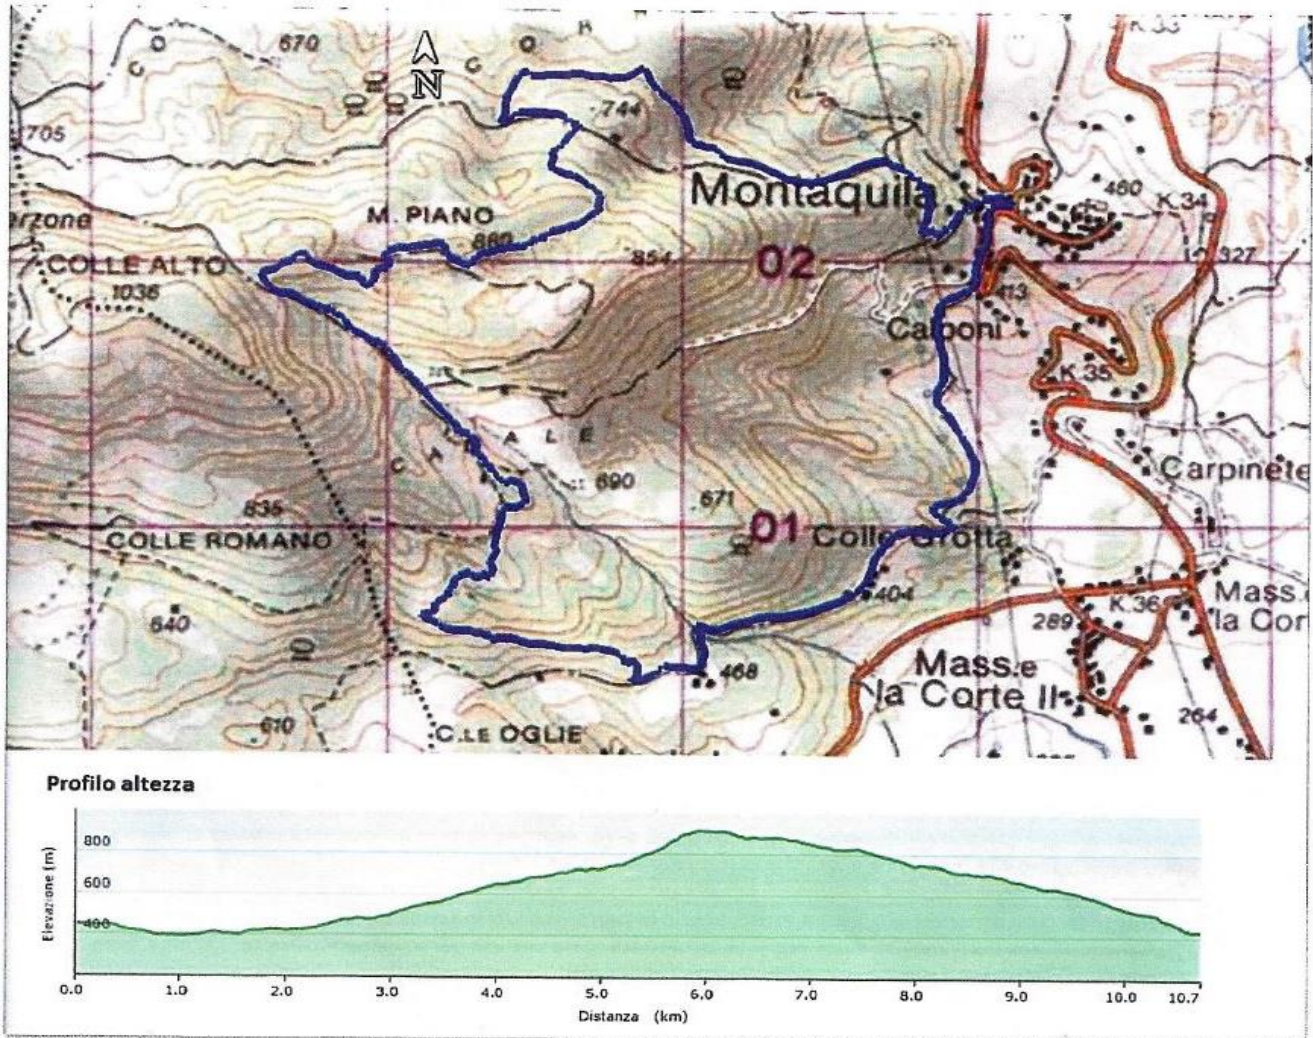 670
K.33
N
744
705
Montaquila
460
K.34
M. PIANO
880
854
02
327
COLLE ALTO
1036
413
K.35
A L E
Carpinete
690
671
835
01
Colle Grotta
COLLE ROMANO
404
K.36
Mass.
la Cor
640
289
468
Mass.e
la Corte II
264
610
C.LE OGLIE
Profilo altezza
Elevazione (m)
800
600
400
0.0 1.0 2.0 3.0 4.0 5.0 6.0 7.0 8.0 9.0 10.0 10.7
Distanza (km)